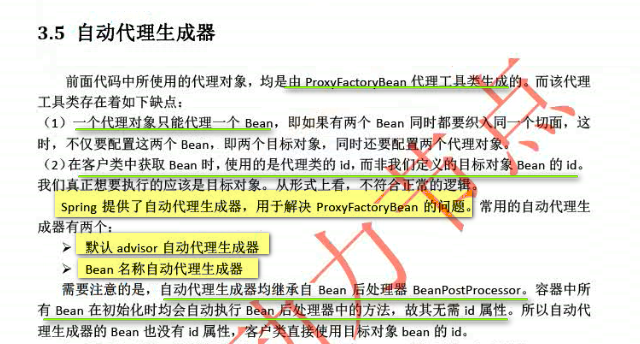 3.5 自动代理生成器
前面代码中所使用的代理对象，均是由 ProxyFactoryBean 代理工具类生成的。而该代理
工具类存在着如下缺点：
（1）一个代理对象只能代理一个 Bean，即如果有两个 Bean 同时都要织入同一个切面，这
时，不仅要配置这两个 Bean，即两个目标对象，同时还要配置两个代理对象。
（2）在客户类中获取 Bean 时，使用的是代理类的 id，而非我们定义的目标对象 Bean 的 id。
我们真正想要执行的应该是目标对象。从形式上看，不符合正常的逻辑。
Spring 提供了自动代理生成器，用于解决 ProxyFactoryBean 的问题。常用的自动代理生
成器有两个：
➢ 默认 advisor 自动代理生成器
➢ Bean 名称自动代理生成器
需要注意的是，自动代理生成器均继承自 Bean 后处理器 BeanPostProcessor。容器中所
有 Bean 在初始化时均会自动执行 Bean 后处理器中的方法，故其无需 id 属性。所以自动代
理生成器的 Bean 也没有 id 属性，客户类直接使用目标对象 bean 的 id。
动力节点